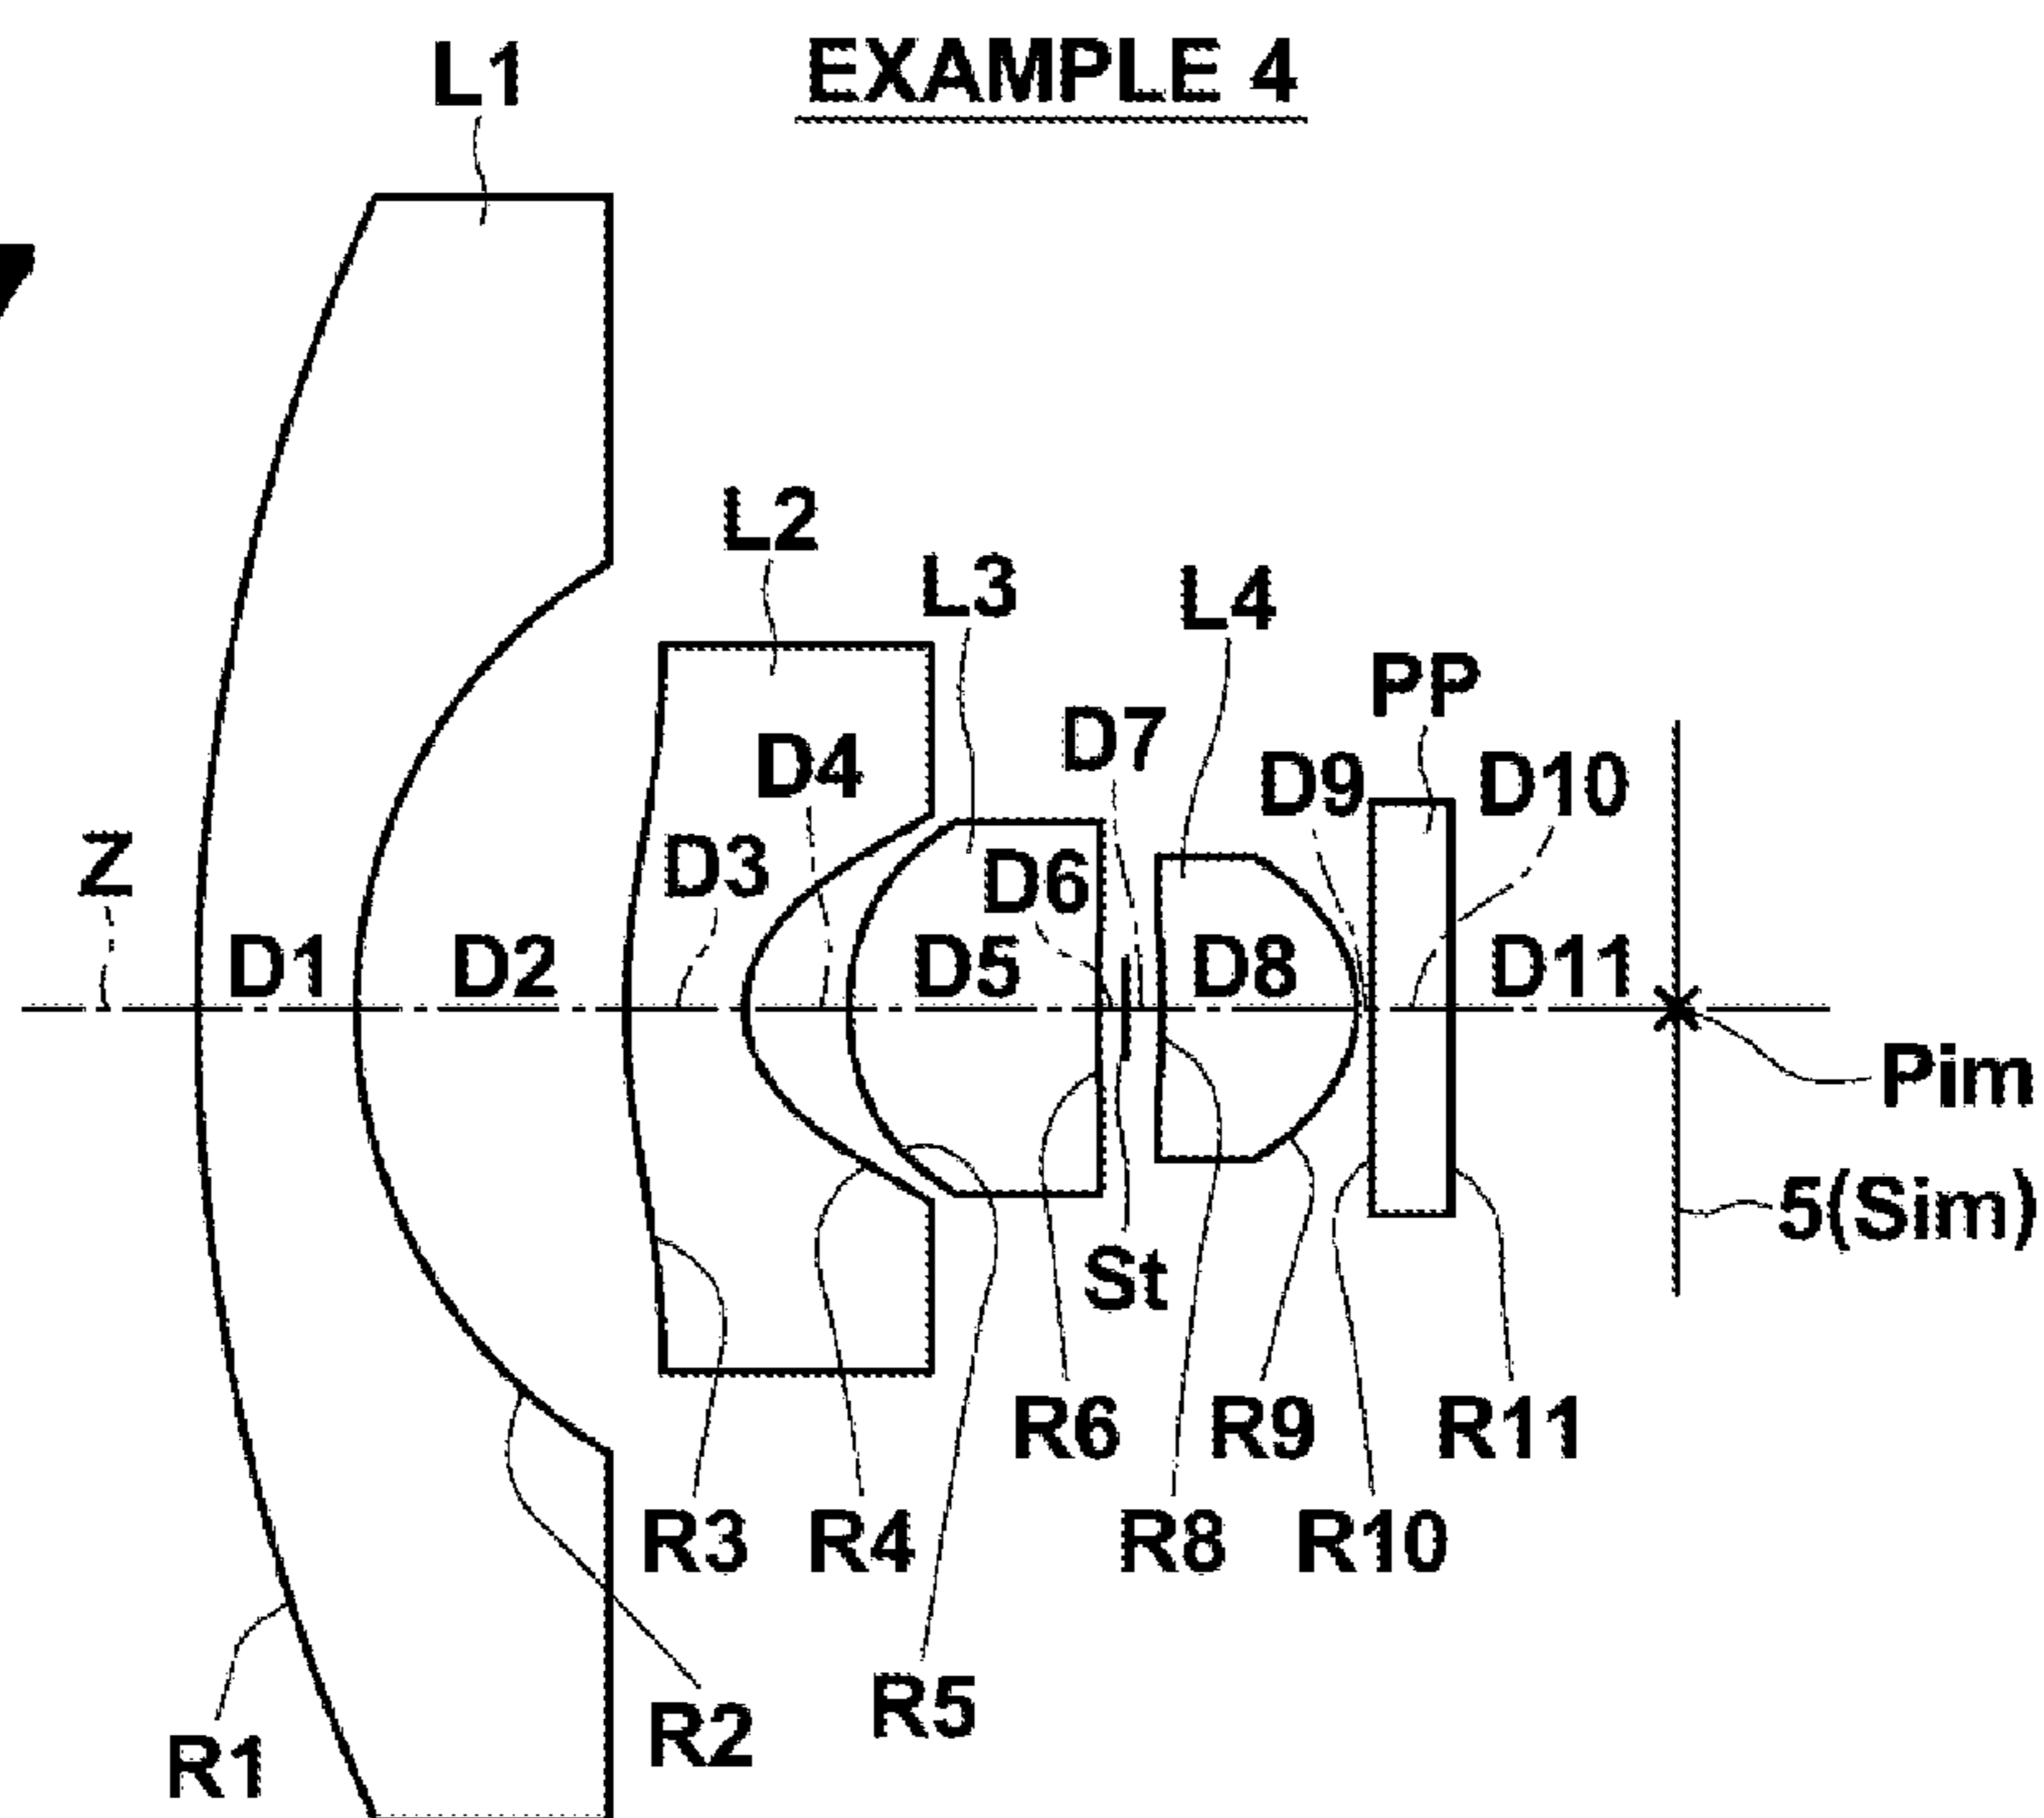 EXAMPLE 4
L1
L2
L3
L4
PP
D7
D4
D9
D10
Z
D3
D6
D1
D2
D5
D8
D11
Pim
5(Sim)
St
R6
R9
R11
R3
R4
R8
R10
R5
R2
R1